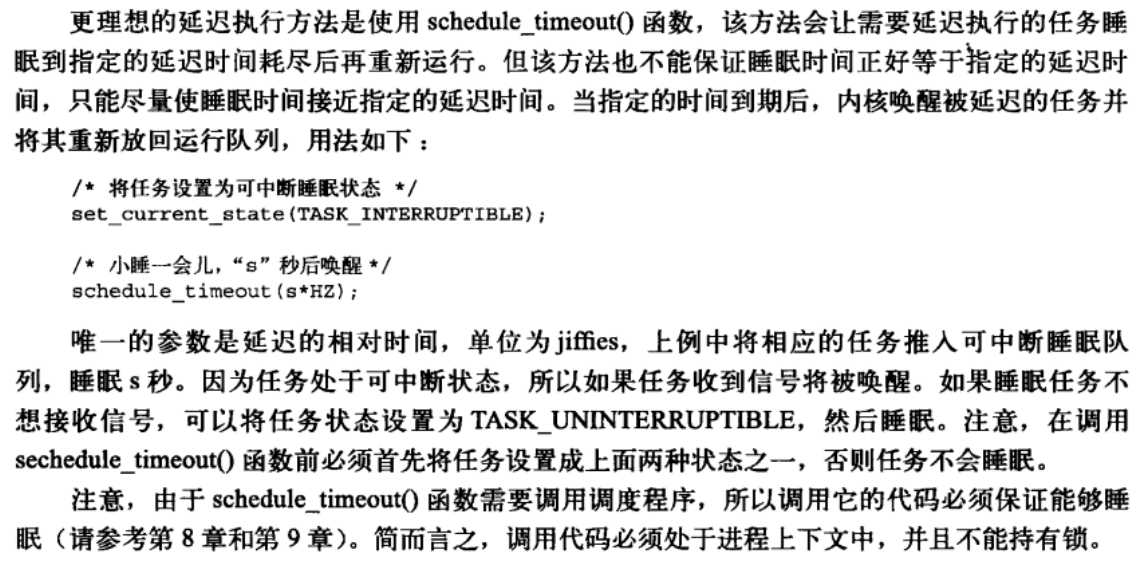 更理想的延迟执行方法是使用 schedule_timeout() 函数，该方法会让需要延迟执行的任务睡
眠到指定的延迟时间耗尽后再重新运行。但该方法也不能保证睡眠时间正好等于指定的延迟时
间，只能尽量使睡眠时间接近指定的延迟时间。当指定的时间到期后，内核唤醒被延迟的任务并
将其重新放回运行队列，用法如下：
/* 将任务设置为可中断睡眠状态 */
set_current_state(TASK_INTERRUPTIBLE);
/* 小睡一会儿，“s”秒后唤醒 */
schedule_timeout(s*HZ);
唯一的参数是延迟的相对时间，单位为 jiffies，上例中将相应的任务推入可中断睡眠队
列，睡眠 s 秒。因为任务处于可中断状态，所以如果任务收到信号将被唤醒。如果睡眠任务不
想接收信号，可以将任务状态设置为 TASK_UNINTERRUPTIBLE，然后睡眠。注意，在调用
sechedule_timeout() 函数前必须首先将任务设置成上面两种状态之一，否则任务不会睡眠。
注意，由于 schedule_timeout() 函数需要调用调度程序，所以调用它的代码必须保证能够睡
眠（请参考第 8 章和第 9 章）。简而言之，调用代码必须处于进程上下文中，并且不能持有锁。